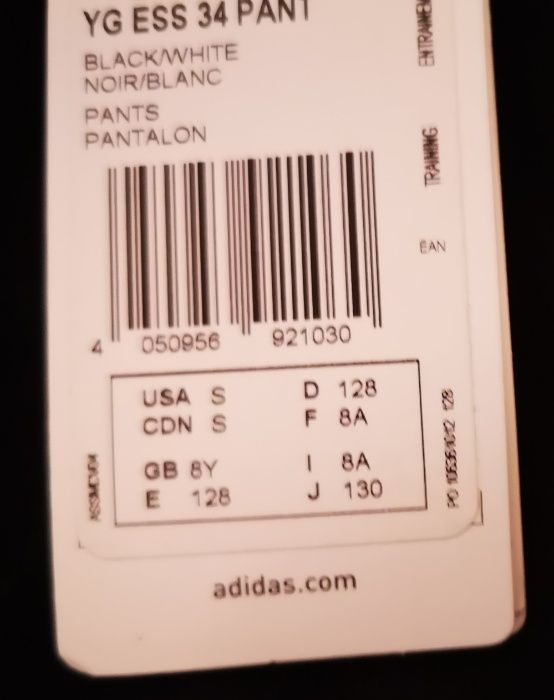 YG ESS 34 PANT
BLACK/WHITE
NOIR/BLANC
PANTS
PANTALON
TRAINING
EAN
4 050956 921030
USA S D 128
CDN S F 8A
GB 8Y I 8A
E 128 J 130
adidas.com